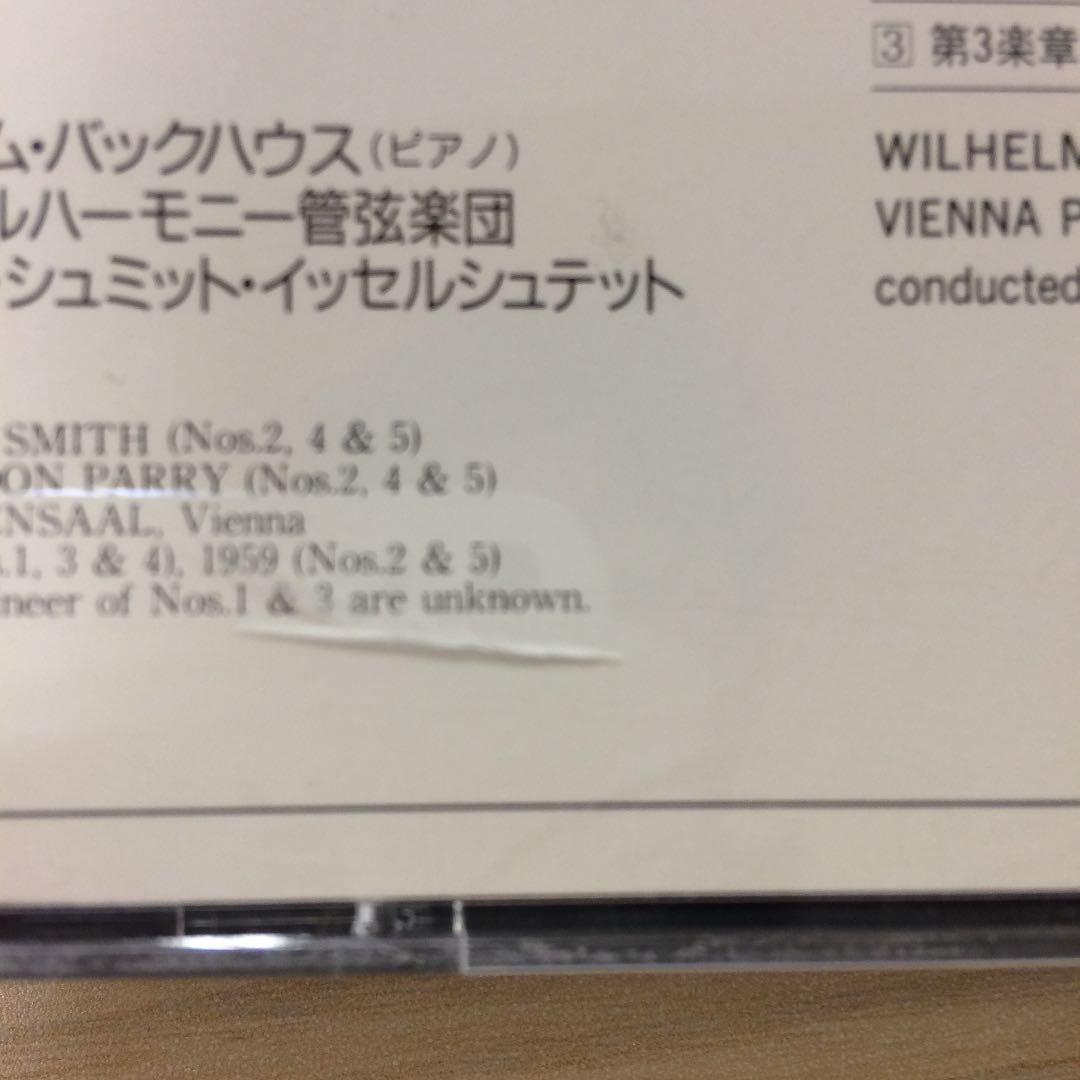 ③ 第3楽章
ム・バックハウス(ピアノ)
ルハーモニー管弦楽団
・シュミット・イッセルシュテット
WILHELM
VIENNA P
conducted
SMITH (Nos.2, 4 & 5)
DON PARRY (Nos.2, 4 & 5)
ENSAAL, Vienna
.1, 3 & 4), 1959 (Nos.2 & 5)
neer of Nos.1 & 3 are unknown.